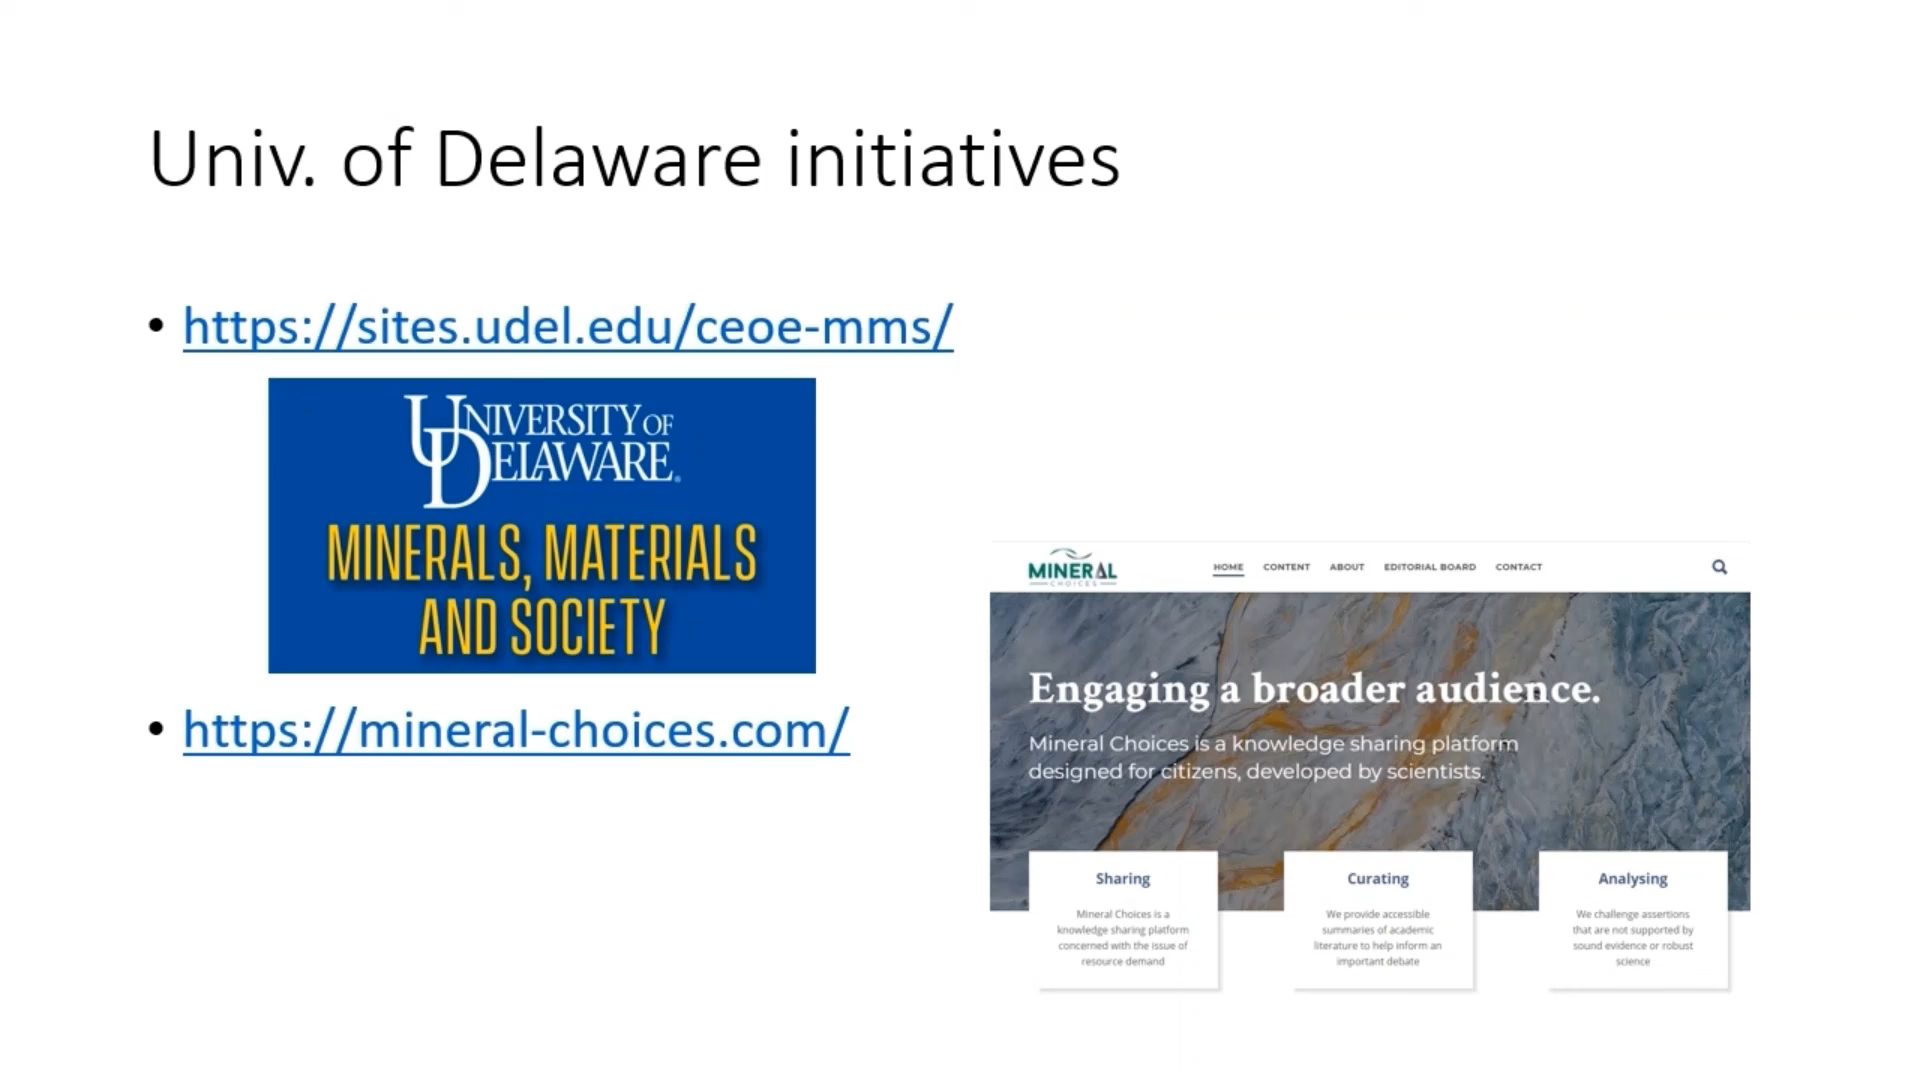 Univ. of Delaware initiatives
• https://sites.udel.edu/ceoe-mms/
UNIVERSITY OF
DELAWARE®
MINERALS, MATERIALS
AND SOCIETY
• https://mineral-choices.com/
MINERAL
CHOICES
HOME CONTENT ABOUT EDITORIAL BOARD CONTACT
Engaging a broader audience.
Mineral Choices is a knowledge sharing platform
designed for citizens, developed by scientists.
Sharing
Mineral Choices is a
knowledge sharing platform
concerned with the issue of
resource demand
Curating
We provide accessible
summaries of academic
literature to help inform an
important debate
Analysing
We challenge assertions
that are not supported by
sound evidence or robust
science